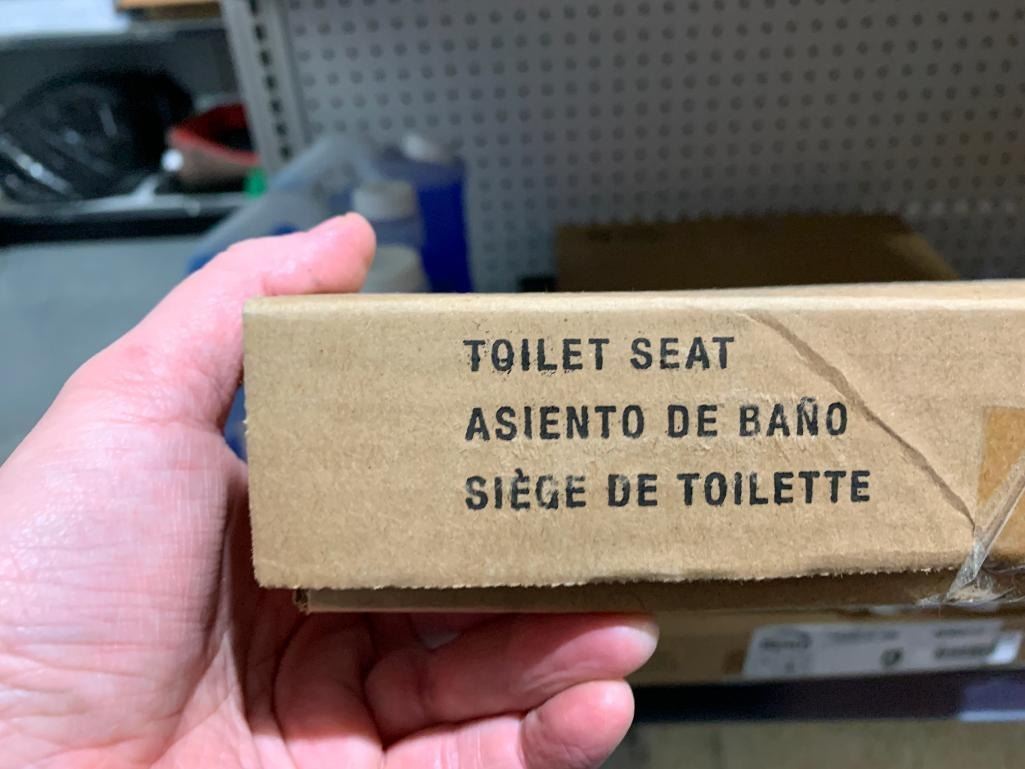 TOILET SEAT
ASIENTO DE BAÑO
SIÈGE DE TOILETTE